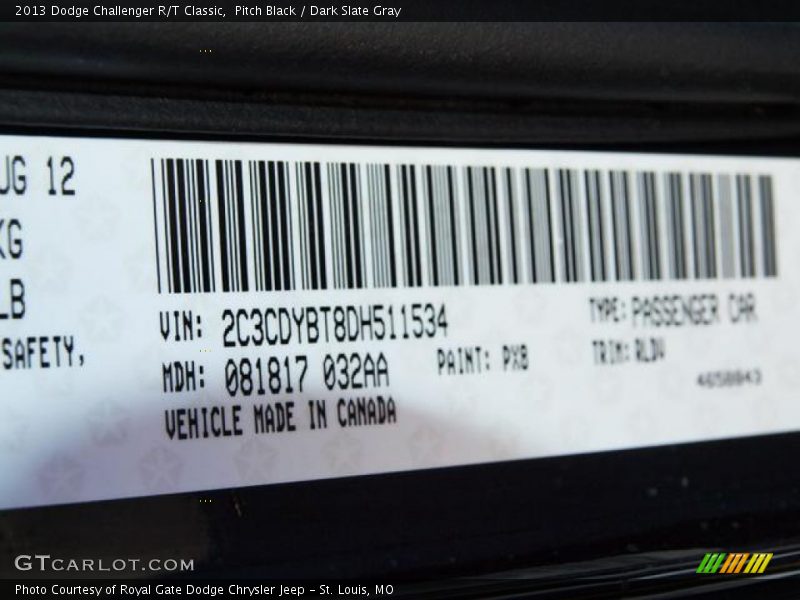 2013 Dodge Challenger R/T Classic,  Pitch Black / Dark Slate Gray
UG 12
KG
LB
SAFETY,
VIN: 2C3CDYBT8DH511534
TYPE: PASSENGER CAR
MDH: 081817 032AA
PAINT: PXB
TRIM: RLDV
VEHICLE MADE IN CANADA
GTCARLOT.COM
Photo Courtesy of Royal Gate Dodge Chrysler Jeep - St. Louis, MO